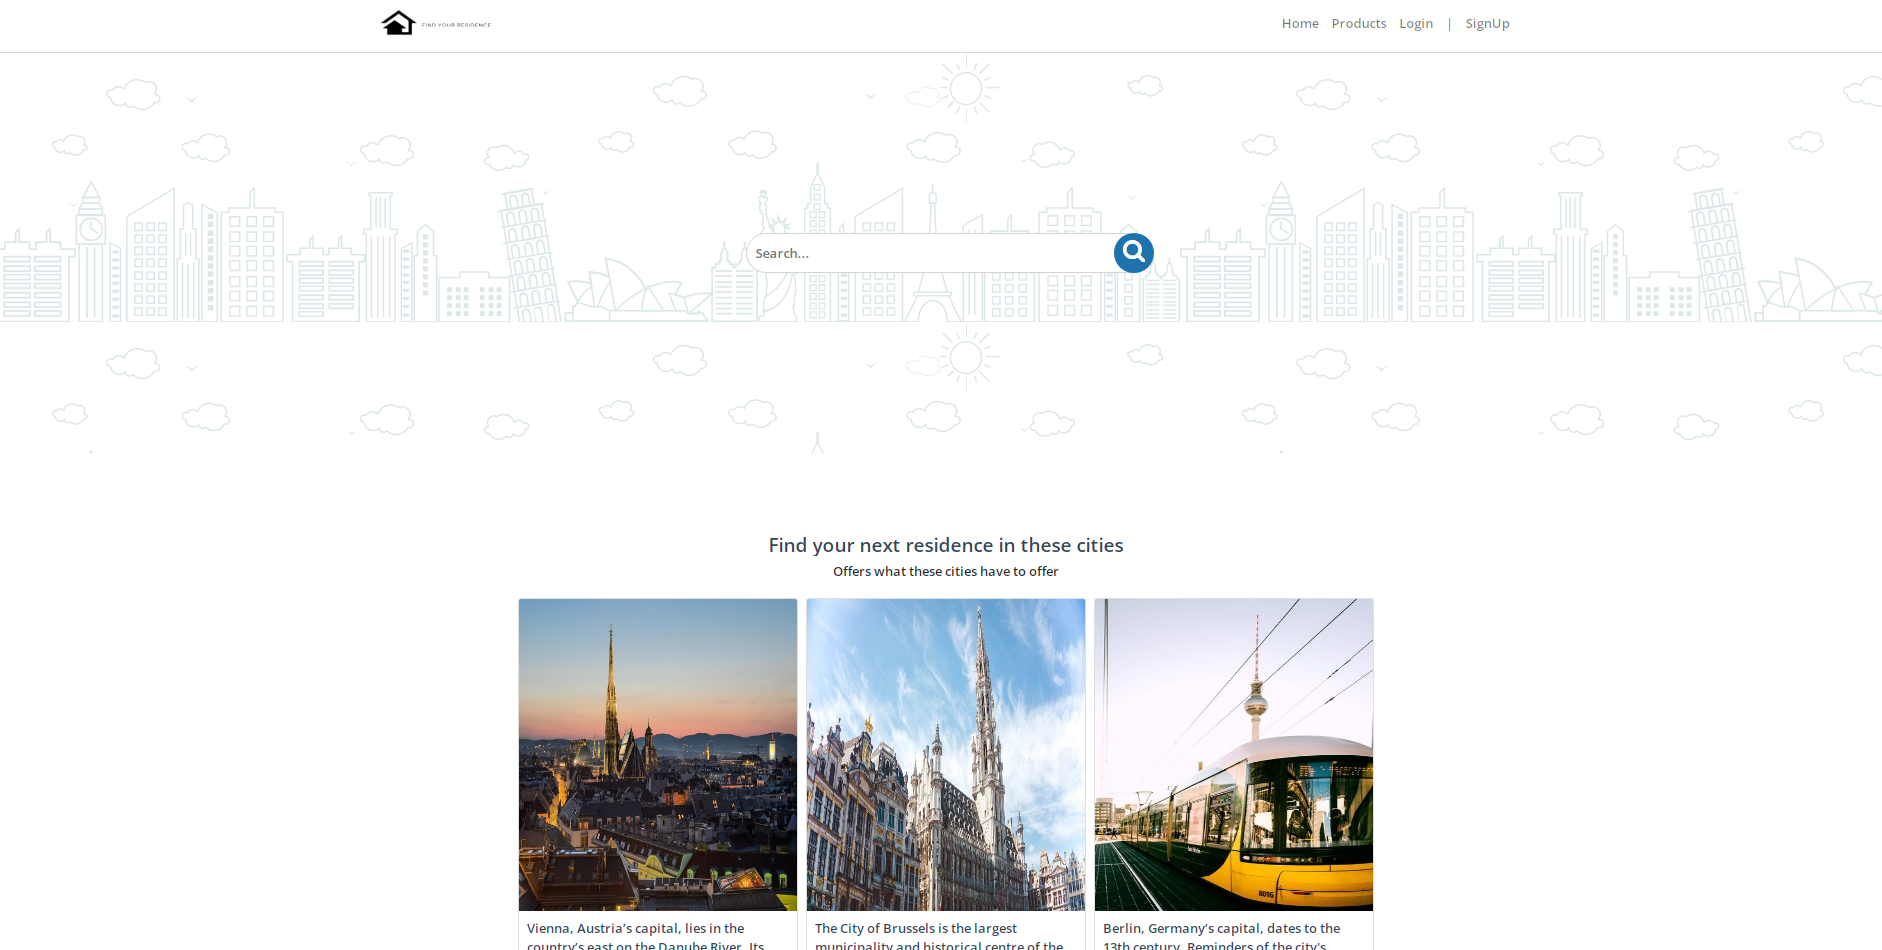 FIND YOUR RESIDENCE
Home Products Login | SignUp
Search...
Find your next residence in these cities
Offers what these cities have to offer
8016
Vienna, Austria’s capital, lies in the
country’s east on the Danube River. Its
The City of Brussels is the largest
municipality and historical centre of the
Berlin, Germany’s capital, dates to the
13th century. Reminders of the city's